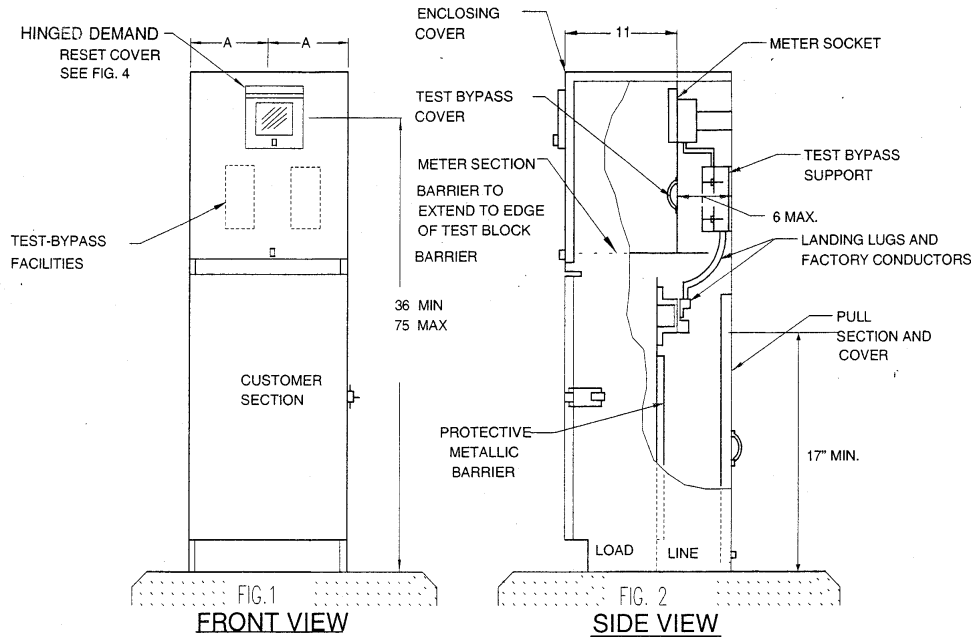 HINGED DEMAND
RESET COVER
SEE FIG. 4
A
A
TEST-BYPASS
FACILITIES
36 MIN
75 MAX
CUSTOMER
SECTION
FIG.1
FRONT VIEW
ENCLOSING
COVER
11
METER SOCKET
TEST BYPASS
COVER
METER SECTION
BARRIER TO
EXTEND TO EDGE
OF TEST BLOCK
BARRIER
TEST BYPASS
SUPPORT
6 MAX.
LANDING LUGS AND
FACTORY CONDUCTORS
PULL
SECTION AND
COVER
PROTECTIVE
METALLIC
BARRIER
17" MIN.
LOAD
LINE
FIG. 2
SIDE VIEW